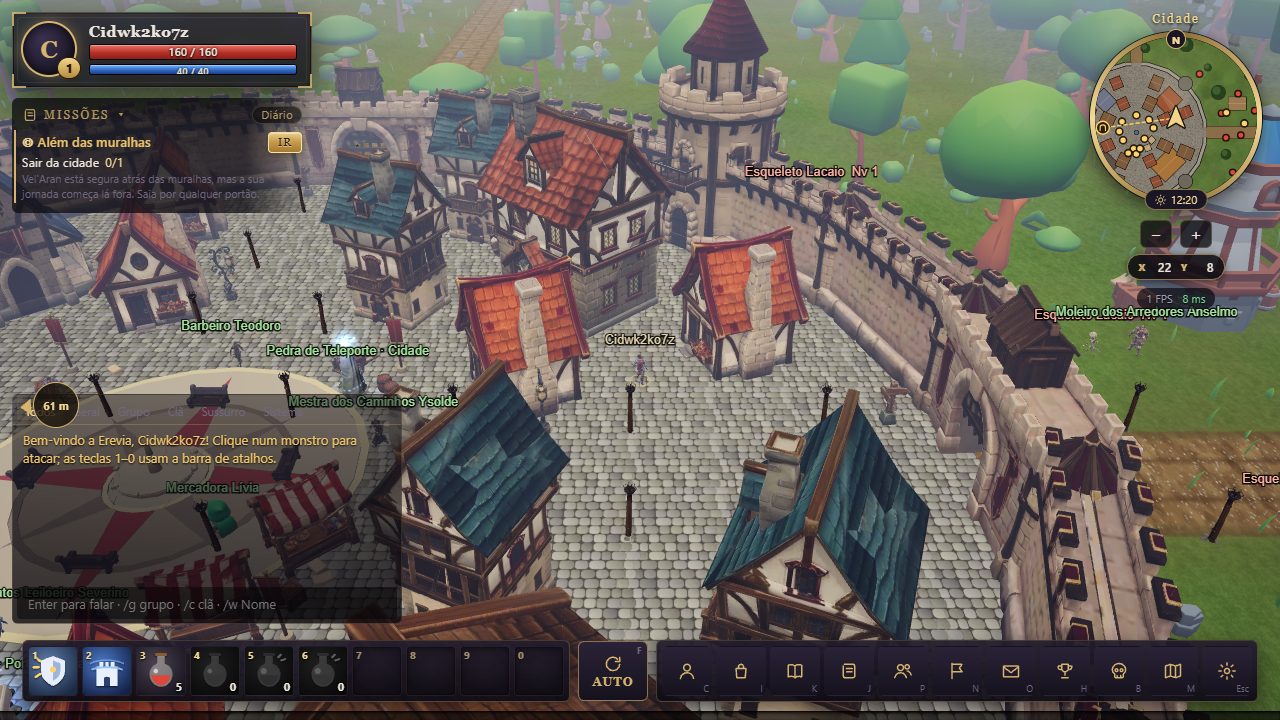 Cidwk2ko7z
C
1
160 / 160
40 / 40
MISSÕES
Diário
Além das muralhas
IR
Sair da cidade 0/1
Vel'Aran está segura atrás das muralhas, mas a sua
jornada começa lá fora. Saia por qualquer portão.
Cidade
N
12:20
− +
X 22 Y 8
1 FPS 8 ms
Esqueleto Lacaio Nv 1
Moleiro dos Arredores Anselmo
Barbeiro Teodoro
Cidwk2ko7z
Pedra de Teleporte - Cidade
Mestra dos Caminhos Ysolde
61 m
Grupo Clã Sussurro
Bem-vindo a Erevia, Cidwk2ko7z! Clique num monstro para
atacar; as teclas 1–0 usam a barra de atalhos.
Mercadora Lívia
Esque
Leiloeiro Severino
Enter para falar · /g grupo · /c clã · /w Nome
1 2 3 4 5 6 7 8 9 0
5 0 0 0
F
AUTO
C I K J P N O H B M Esc